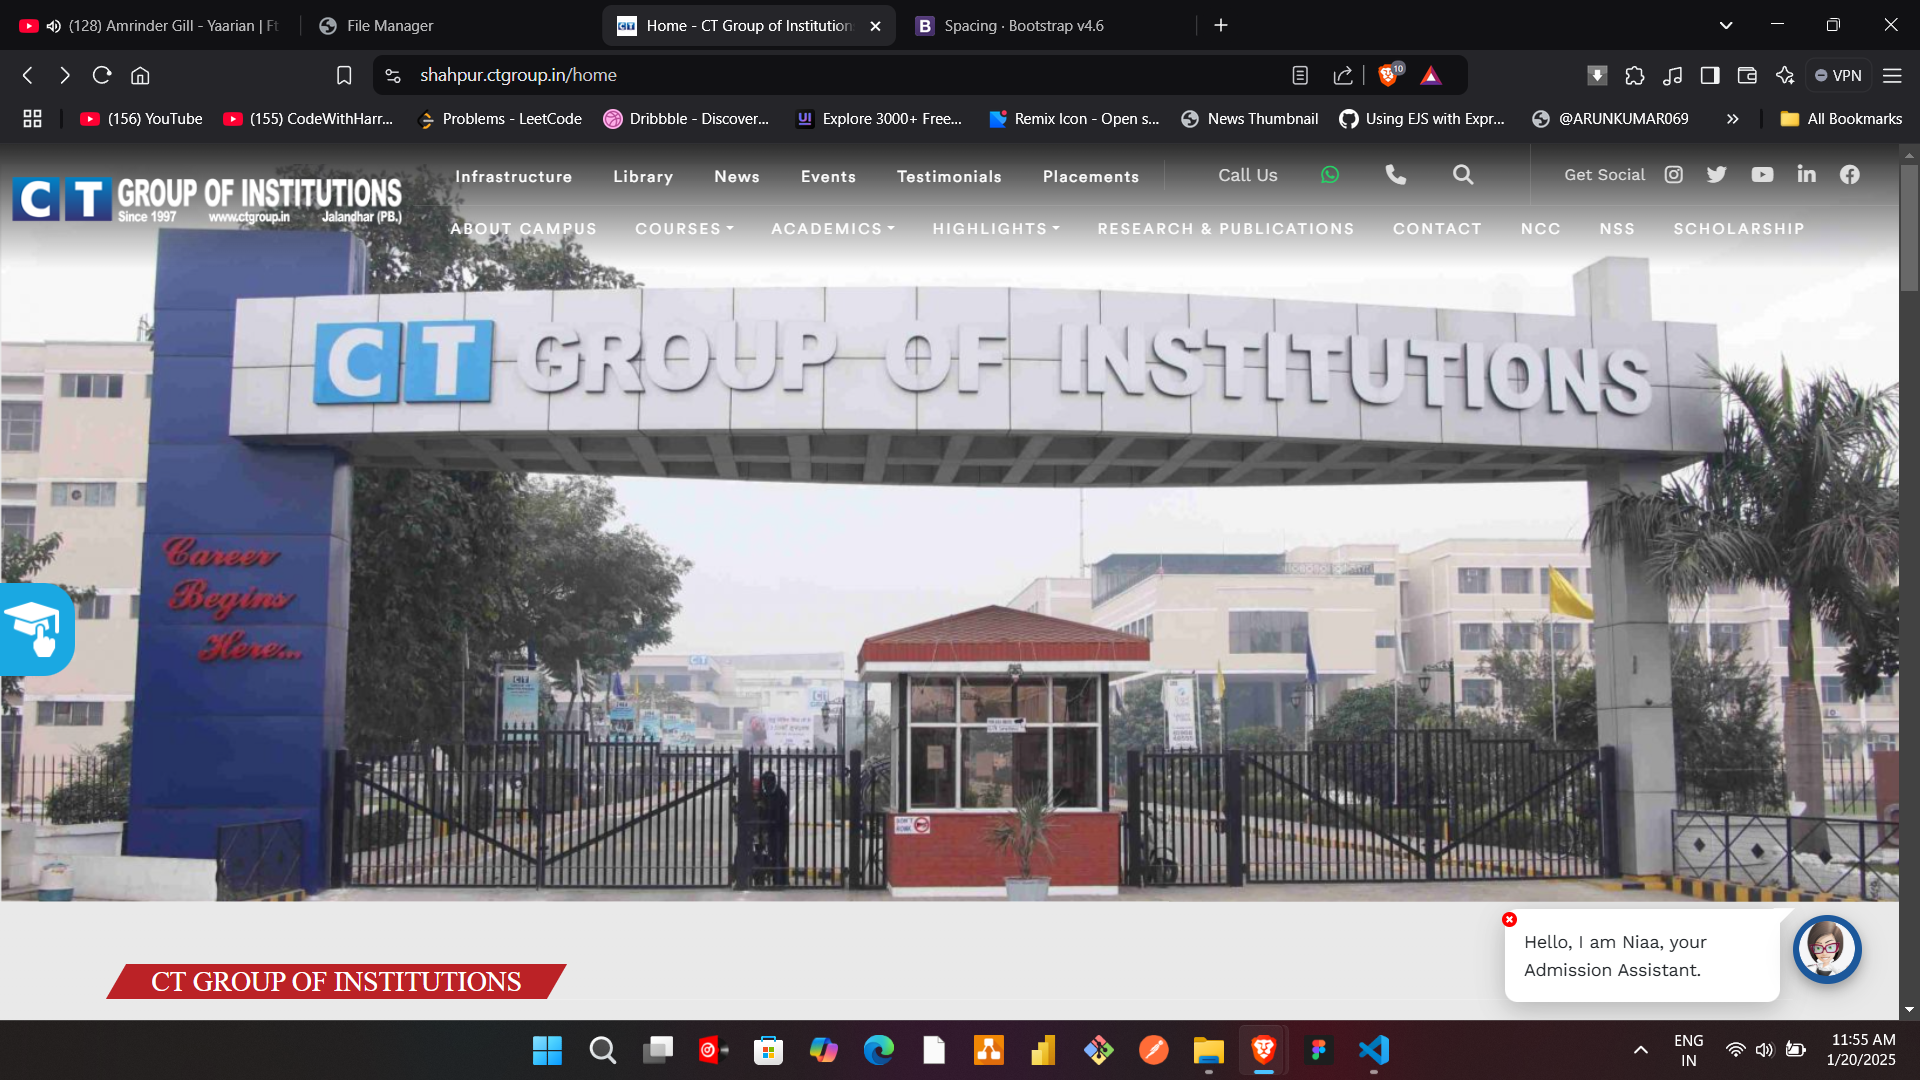 (128) Amrinder Gill - Yaarian | Ft
File Manager
Home - CT Group of Institution
Spacing · Bootstrap v4.6
shahpur.ctgroup.in/home
10
VPN
(156) YouTube
(155) CodeWithHarr...
Problems - LeetCode
Dribbble - Discover...
Explore 3000+ Free...
Remix Icon - Open s...
News Thumbnail
Using EJS with Expr...
@ARUNKUMAR069
All Bookmarks
CT GROUP OF INSTITUTIONS
Since 1997 www.ctgroup.in Jalandhar (PB.)
Infrastructure
Library
News
Events
Testimonials
Placements
Call Us
Get Social
ABOUT CAMPUS
COURSES
ACADEMICS
HIGHLIGHTS
RESEARCH & PUBLICATIONS
CONTACT
NCC
NSS
SCHOLARSHIP
CT GROUP OF INSTITUTIONS
Career
Begins
Here...
CT
DON'T
Hello, I am Niaa, your
Admission Assistant.
CT GROUP OF INSTITUTIONS
ENG
IN
11:55 AM
1/20/2025